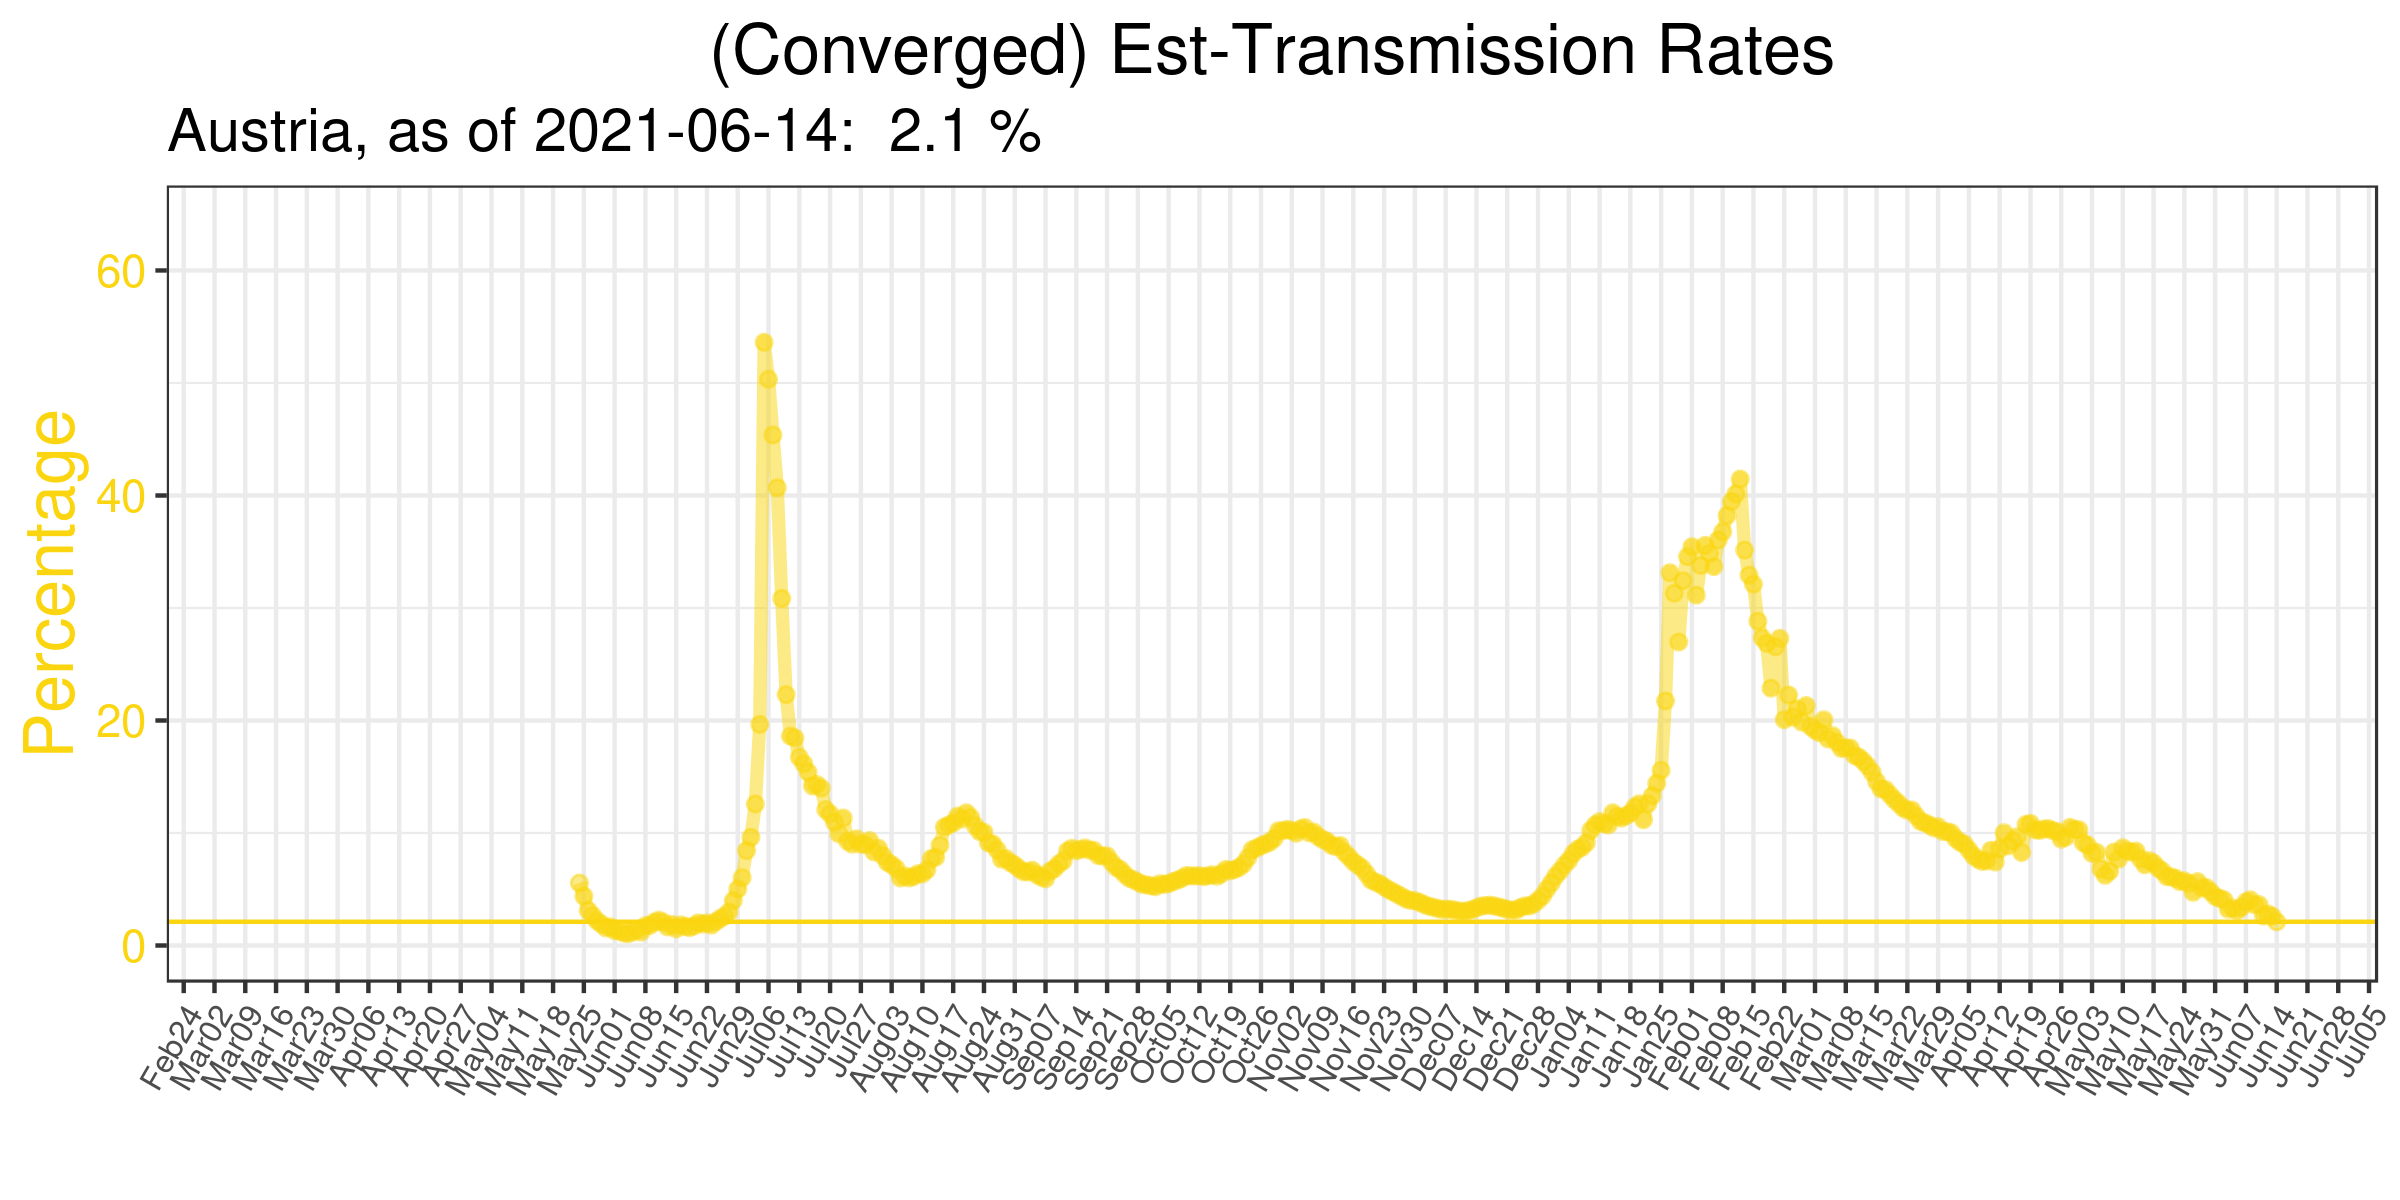 (Converged) Est-Transmission Rates
Austria, as of 2021-06-14:  2.1 %
Percentage
60
40
20
0
Feb24
Mar02
Mar09
Mar16
Mar23
Mar30
Apr06
Apr13
Apr20
Apr27
May04
May11
May18
May25
Jun01
Jun08
Jun15
Jun22
Jun29
Jul06
Jul13
Jul20
Jul27
Aug03
Aug10
Aug17
Aug24
Aug31
Sep07
Sep14
Sep21
Sep28
Oct05
Oct12
Oct19
Oct26
Nov02
Nov09
Nov16
Nov23
Nov30
Dec07
Dec14
Dec21
Dec28
Jan04
Jan11
Jan18
Jan25
Feb01
Feb08
Feb15
Feb22
Mar01
Mar08
Mar15
Mar22
Mar29
Apr05
Apr12
Apr19
Apr26
May03
May10
May17
May24
May31
Jun07
Jun14
Jun21
Jun28
Jul05